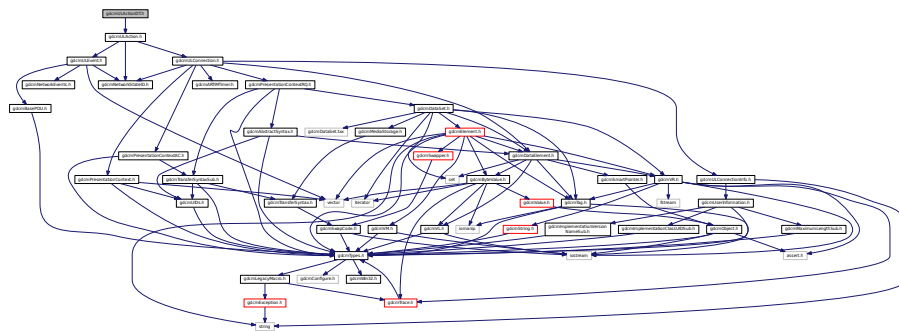 gdcmULActionDT.h
gdcmULAction.h
gdcmULEvent.h
gdcmULConnection.h
gdcmNetworkEvents.h
gdcmNetworkStateID.h
gdcmARTIMTimer.h
gdcmPresentationContextRQ.h
gdcmBasePDU.h
gdcmDataSet.h
gdcmAbstractSyntax.h
gdcmDataSet.txx
gdcmMediaStorage.h
gdcmElement.h
gdcmPresentationContextAC.h
gdcmSwapper.h
gdcmDataElement.h
gdcmPresentationContext.h
gdcmTransferSyntaxSub.h
set
gdcmByteValue.h
gdcmSmartPointer.h
gdcmVR.h
gdcmULConnectionInfo.h
gdcmUIDs.h
vector
iterator
gdcmTransferSyntax.h
gdcmValue.h
gdcmTag.h
fstream
gdcmUserInformation.h
gdcmSwapCode.h
gdcmVM.h
gdcmVL.h
iomanip
gdcmString.h
gdcmImplementationVersion
NameSub.h
gdcmImplementationClassUIDSub.h
gdcmObject.h
gdcmMaximumLengthSub.h
gdcmTypes.h
iostream
assert.h
gdcmLegacyMacro.h
gdcmConfigure.h
gdcmWin32.h
gdcmException.h
gdcmTrace.h
string